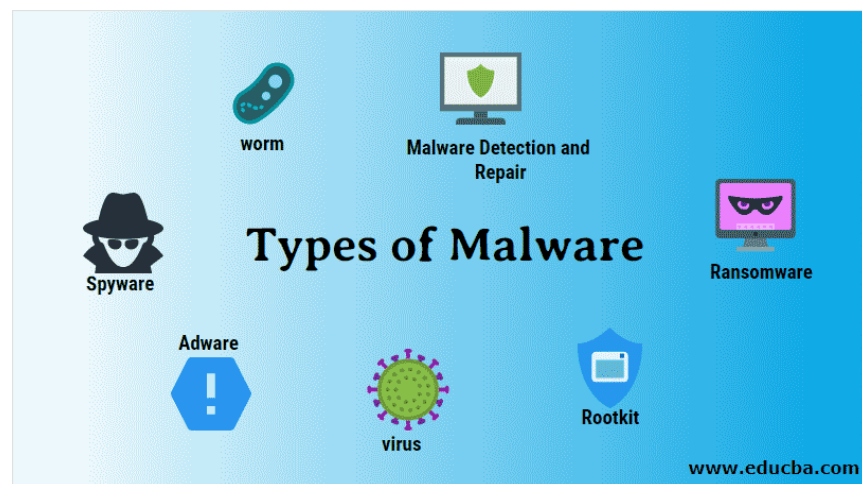 worm
Malware Detection and
Repair
Spyware
Types of Malware
Ransomware
Adware
virus
Rootkit
www.educba.com